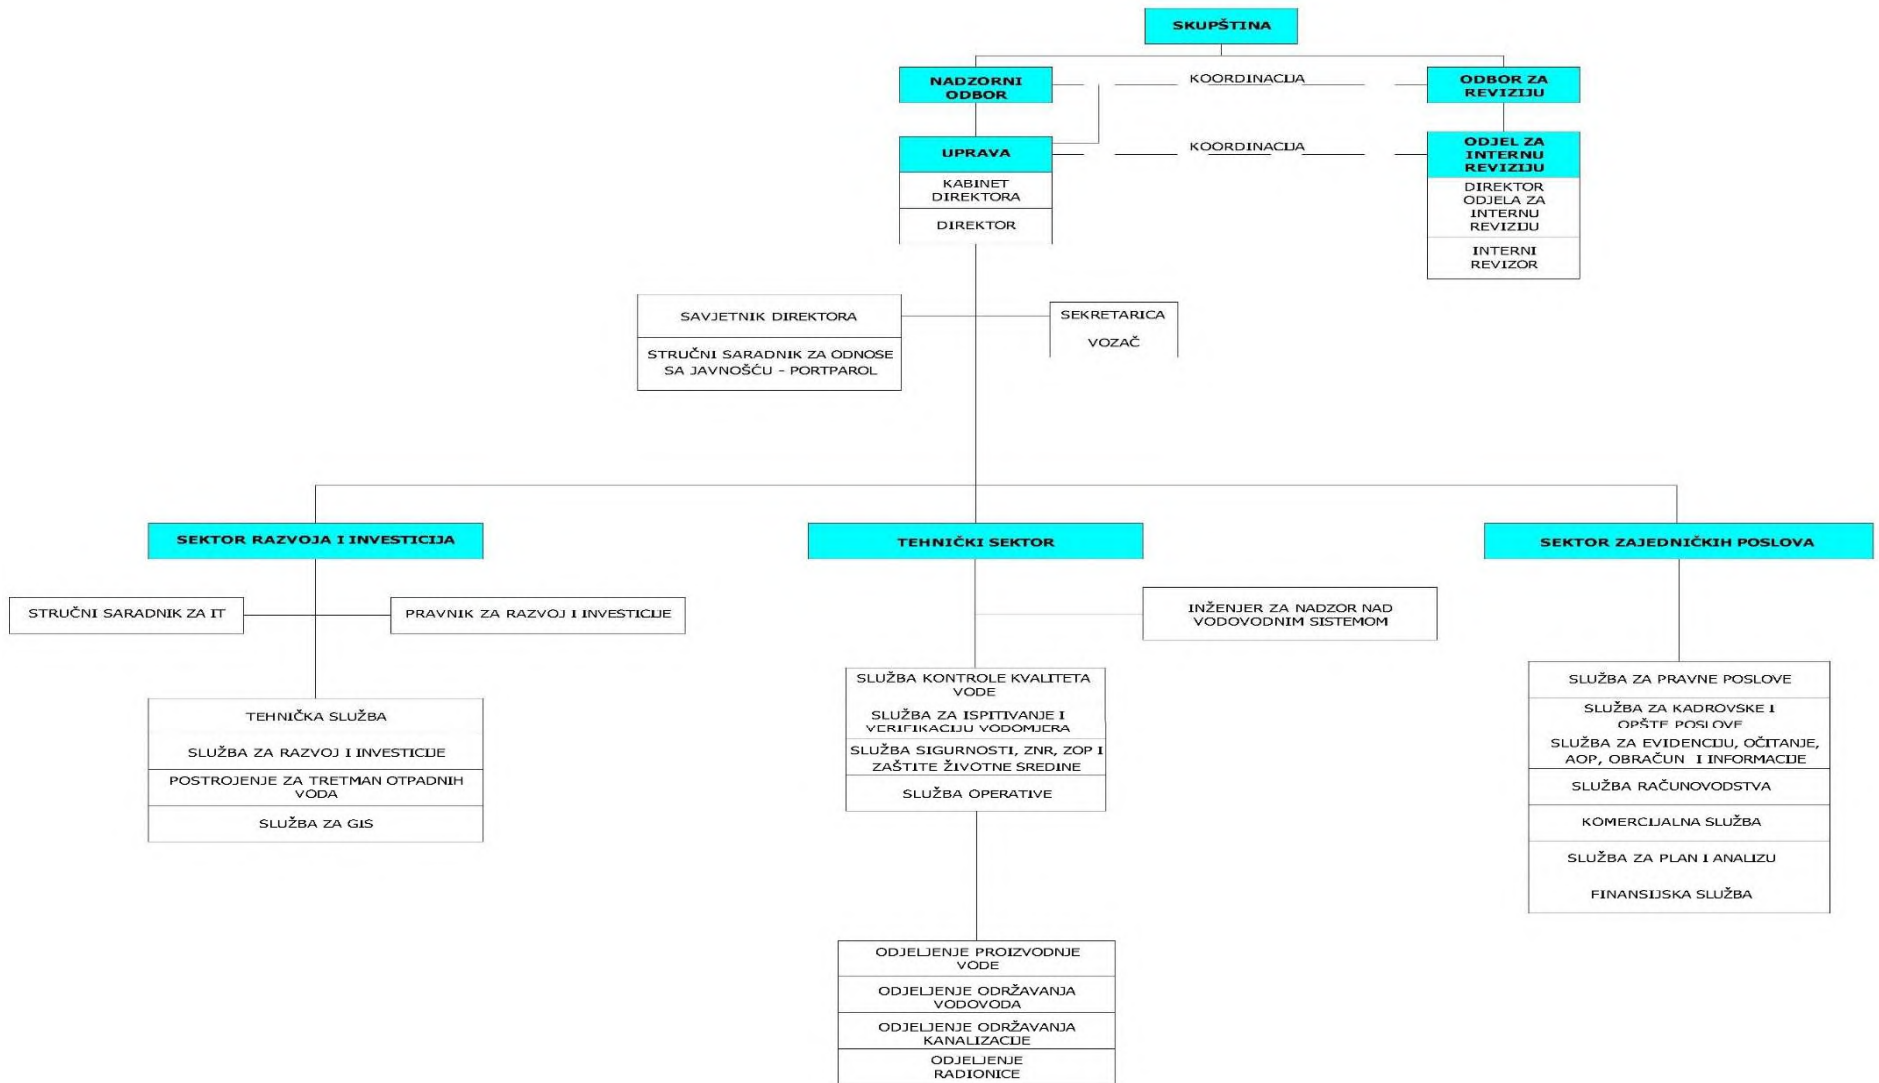 SKUPŠTINA
NADZORNI
ODBOR
KOORDINACIJA
ODBOR ZA
REVIZIJU
UPRAVA
KOORDINACIJA
ODJEL ZA
INTERNU
REVIZIJU
KABINET
DIREKTORA
DIREKTOR
DIREKTOR
ODJELA ZA
INTERNU
REVIZIJU
INTERNI
REVIZOR
SAVJETNIK DIREKTORA
STRUČNI SARADNIK ZA ODNOSE
SA JAVNOŠĆU - PORTPAROL
SEKRETARICA
VOZAČ
SEKTOR RAZVOJA I INVESTICIJA
TEHNIČKI SEKTOR
SEKTOR ZAJEDNIČKIH POSLOVA
STRUČNI SARADNIK ZA IT
PRAVNIK ZA RAZVOJ I INVESTICIJE
INŽENJER ZA NADZOR NAD
VODOVODNIM SISTEMOM
TEHNIČKA SLUŽBA
SLUŽBA ZA RAZVOJ I INVESTICIJE
POSTROJENJE ZA TRETMAN OTPADNIH
VODA
SLUŽBA ZA GIS
SLUŽBA KONTROLE KVALITETA
VODE
SLUŽBA ZA ISPITIVANJE I
VERIFIKACIJU VODOMJERA
SLUŽBA SIGURNOSTI, ZNR, ZOP I
ZAŠTITE ŽIVOTNE SREDINE
SLUŽBA OPERATIVE
SLUŽBA ZA PRAVNE POSLOVE
SLUŽBA ZA KADROVSKE I
OPŠTE POSLOVE
SLUŽBA ZA EVIDENCIJU, OČITANJE,
AOP, OBRAČUN I INFORMACIJE
SLUŽBA RAČUNOVODSTVA
KOMERCIJALNA SLUŽBA
SLUŽBA ZA PLAN I ANALIZU
FINANSIJSKA SLUŽBA
ODJELJENJE PROIZVODNJE
VODE
ODJELJENJE ODRŽAVANJA
VODOVODA
ODJELJENJE ODRŽAVANJA
KANALIZACIJE
ODJELJENJE
RADIONICE